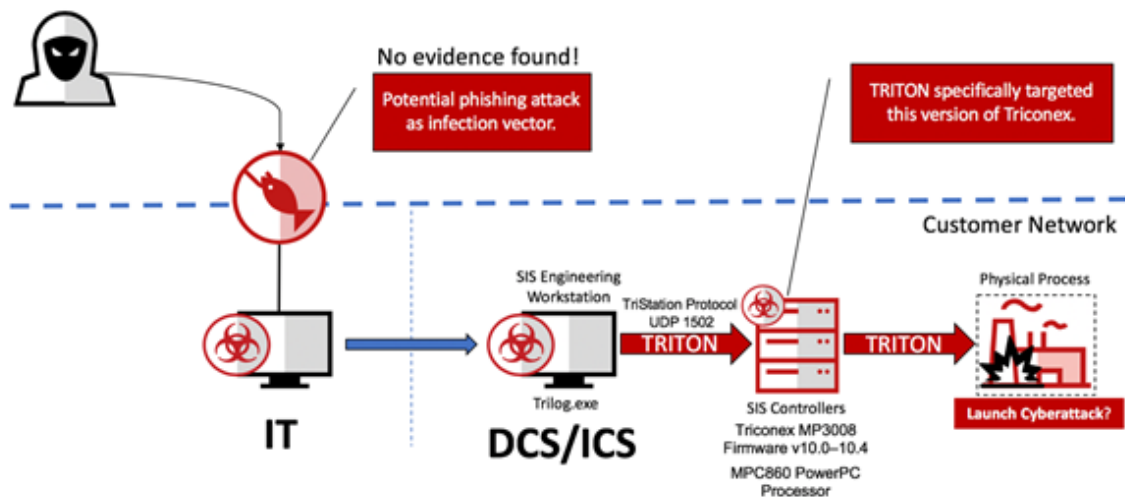 No evidence found!
Potential phishing attack
as infection vector.
TRITON specifically targeted
this version of Triconex.
Customer Network
SIS Engineering
Workstation
TriStation Protocol
UDP 1502
Physical Process
TRITON
TRITON
Trilog.exe
IT
DCS/ICS
SIS Controllers
Triconex MP3008
Firmware v10.0–10.4
MPC860 PowerPC
Processor
Launch Cyberattack?